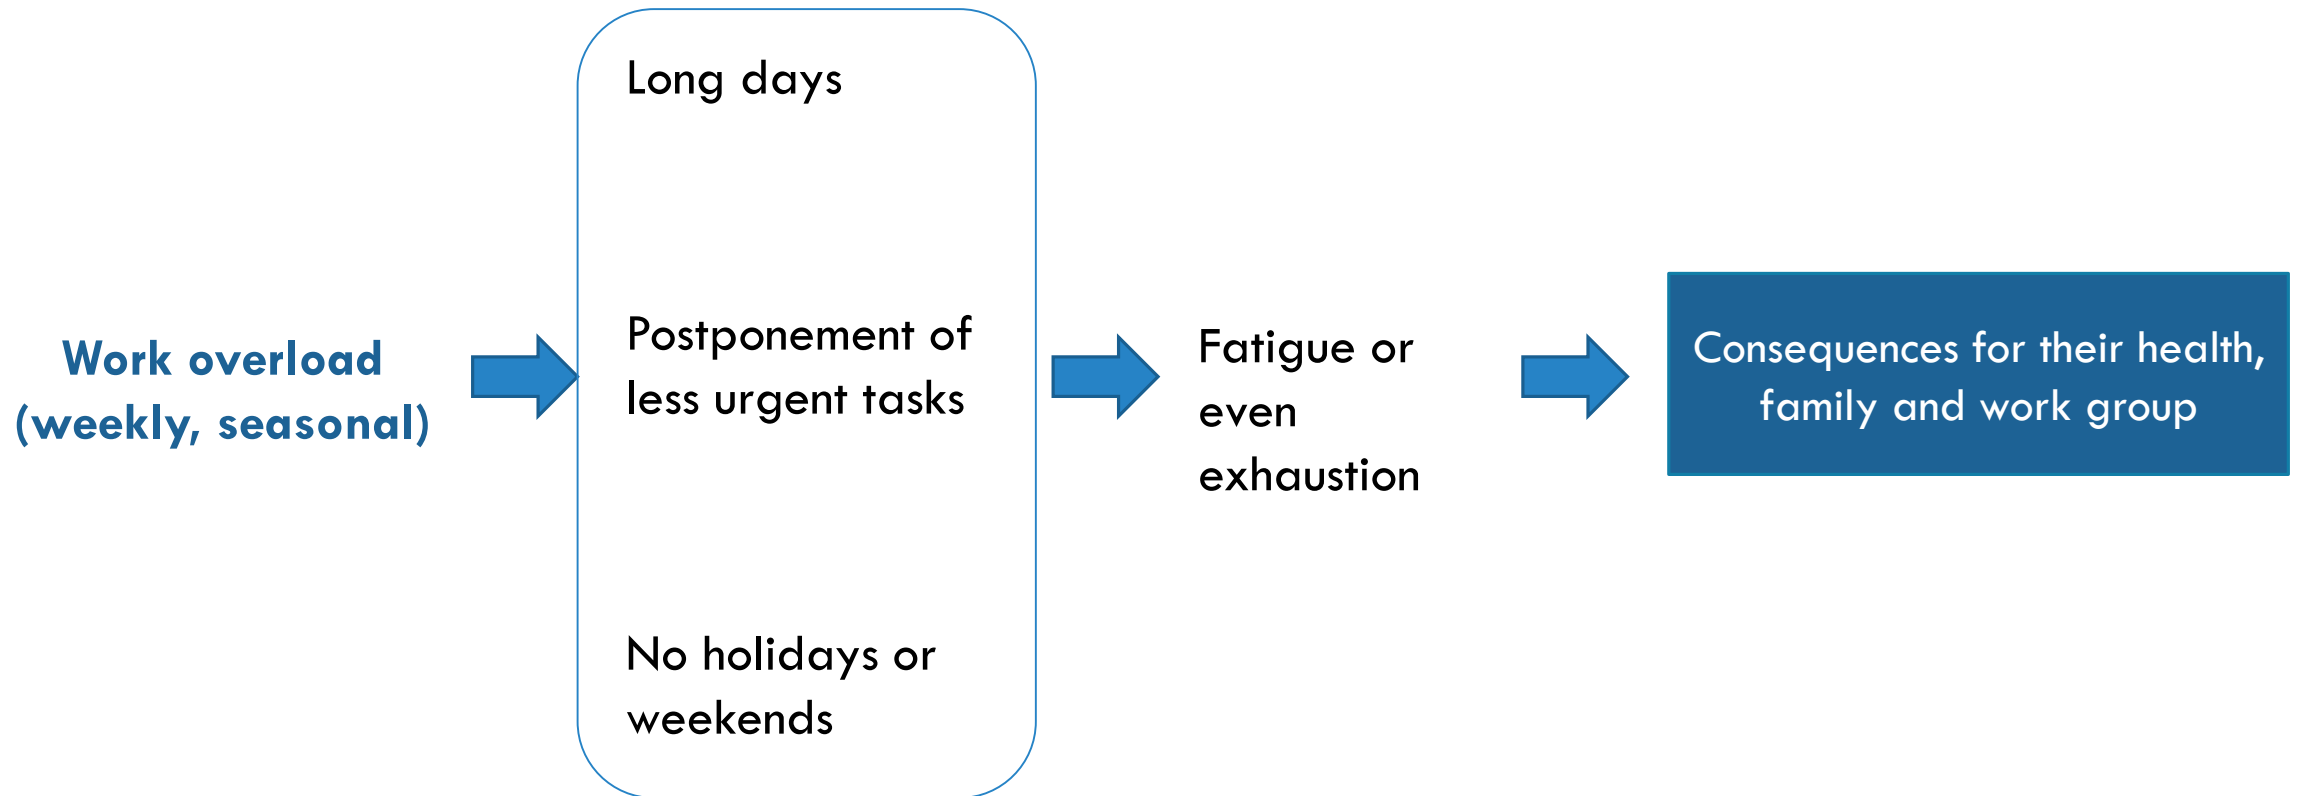 Work overload
(weekly, seasonal)
Long days
Postponement of
less urgent tasks
No holidays or
weekends
Fatigue or
even
exhaustion
Consequences for their health,
family and work group